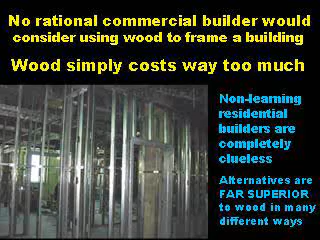 No rational commercial builder would
consider using wood to frame a building
Wood simply costs way too much
Non-learning
residential
builders are
completely
clueless
Alternatives are
FAR SUPERIOR
to wood in many
different ways